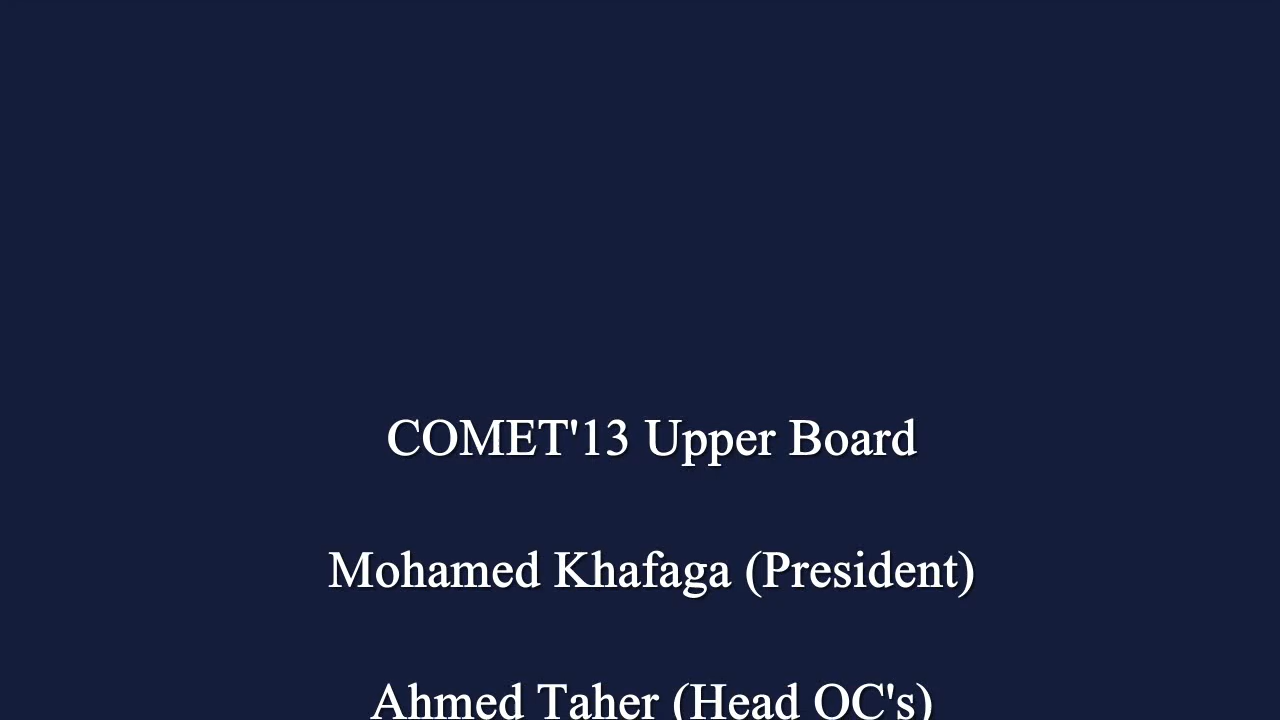 COMET'13 Upper Board
Mohamed Khafaga (President)
Ahmed Taher (Head OC's)